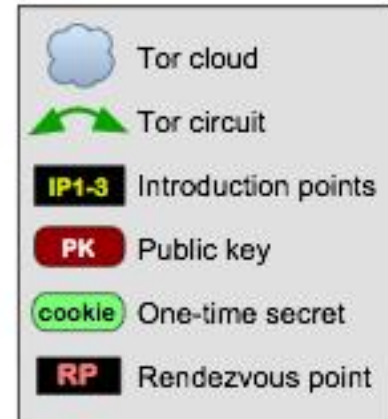 Tor cloud
Tor circuit
IP1-3 Introduction points
PK Public key
cookie One-time secret
RP Rendezvous point